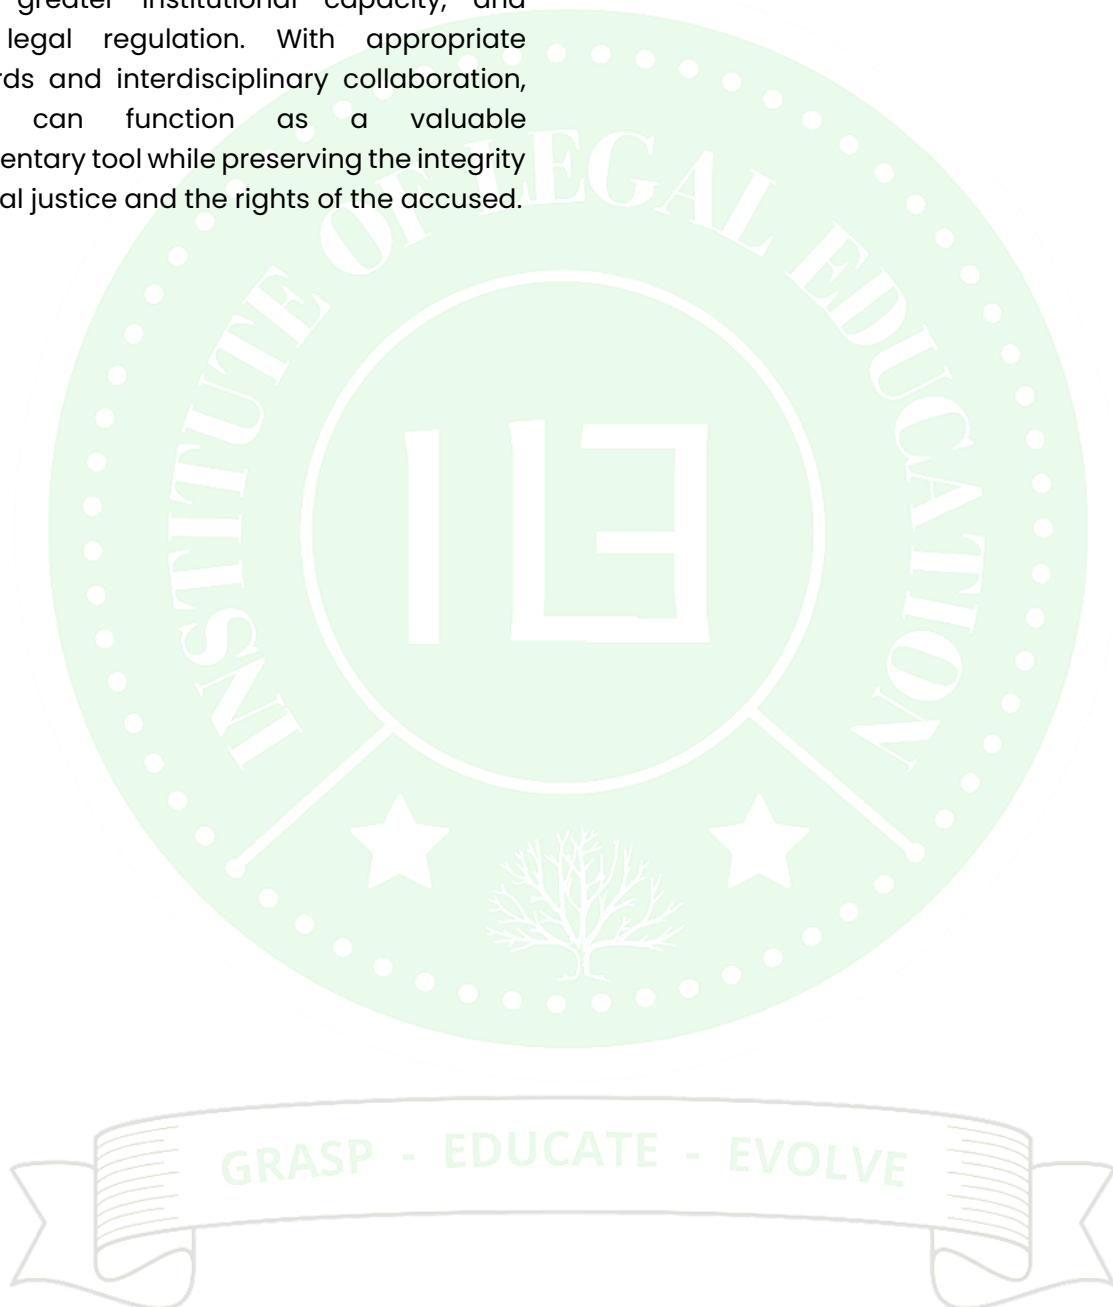 greater institutional capacity, and
legal regulation. With appropriate
rds and interdisciplinary collaboration,
can function as a valuable
entary tool while preserving the integrity
al justice and the rights of the accused.
INSTITUTE OF LEGAL EDUCATION
ILE
GRASP - EDUCATE - EVOLVE